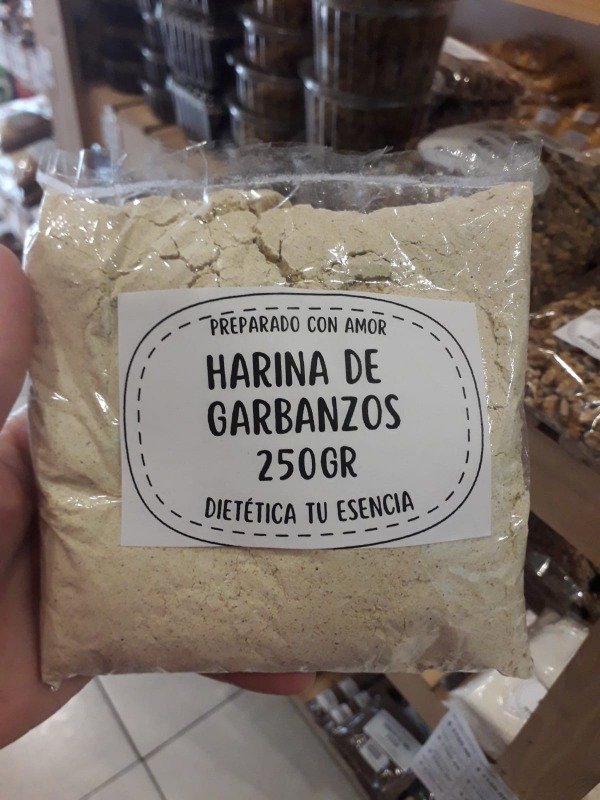 PREPARADO CON AMOR
HARINA DE
GARBANZOS
250GR
DIETÉTICA TU ESENCIA